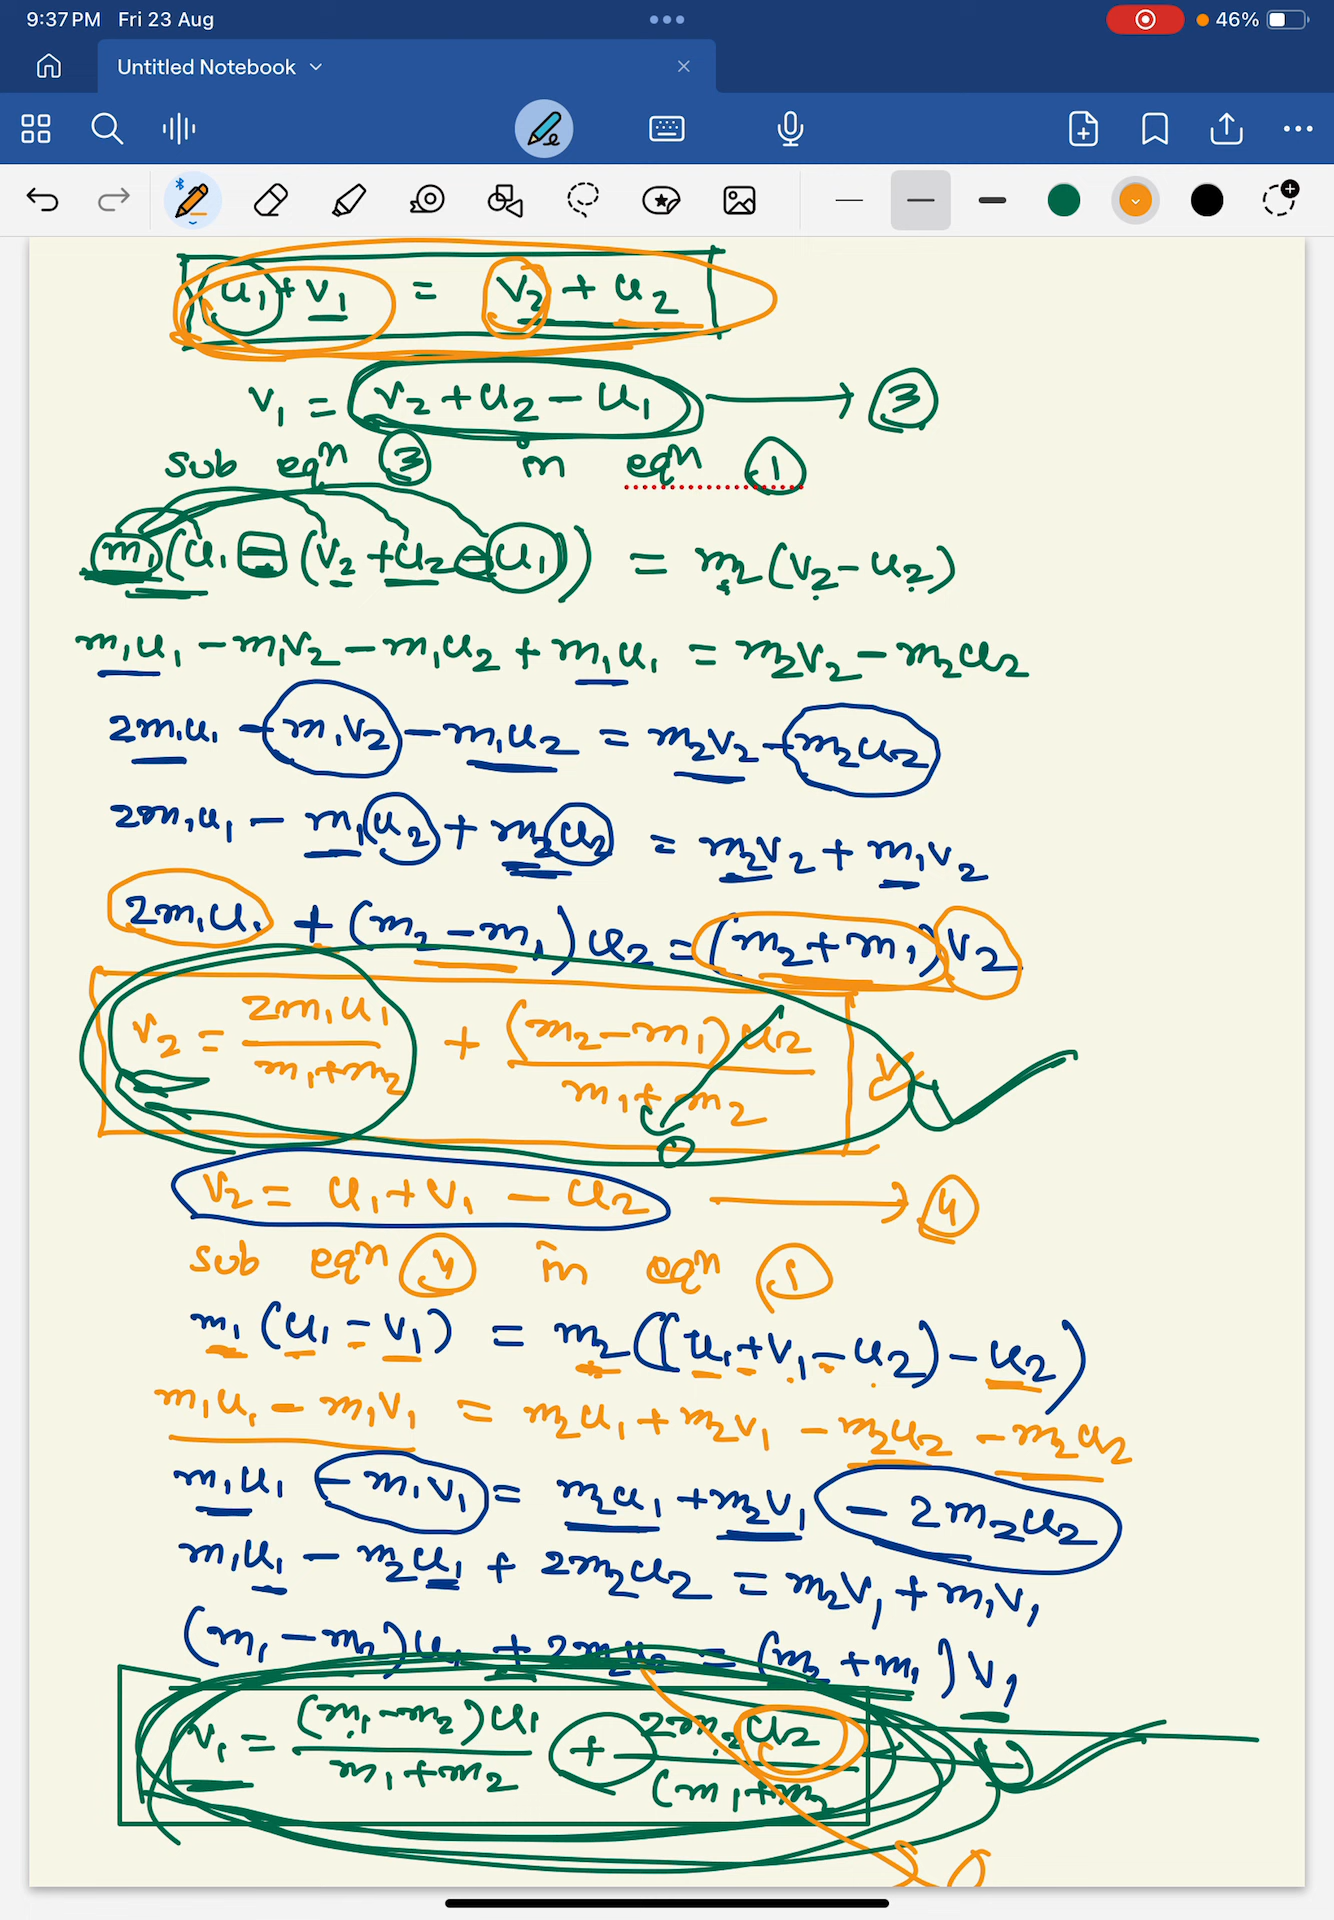 9:37 PM Fri 23 Aug
46%
Untitled Notebook
u₁ + v₁ = v₂ + u₂
v₁ = v₂ + u₂ - u₁ → ③
sub eqⁿ ③ in eqⁿ ①
m₁(u₁ - (v₂ + u₂ - u₁)) = m₂(v₂ - u₂)
m₁u₁ - m₁v₂ - m₁u₂ + m₁u₁ = m₂v₂ - m₂u₂
2m₁u₁ - m₁v₂ - m₁u₂ = m₂v₂ - m₂u₂
2m₁u₁ - m₁u₂ + m₂u₂ = m₂v₂ + m₁v₂
2m₁u₁ + (m₂ - m₁)u₂ = (m₂ + m₁)v₂
v₂ = 2m₁u₁/m₁+m₂ + (m₂ - m₁)u₂/m₁+m₂
v₂ = u₁ + v₁ - u₂ → ④
sub eqⁿ ④ in eqⁿ ①
m₁(u₁ - v₁) = m₂((u₁ + v₁ - u₂) - u₂)
m₁u₁ - m₁v₁ = m₂u₁ + m₂v₁ - m₂u₂ - m₂u₂
m₁u₁ - m₁v₁ = m₂u₁ + m₂v₁ - 2m₂u₂
m₁u₁ - m₂u₁ + 2m₂u₂ = m₂v₁ + m₁v₁
(m₁ - m₂)u₁ + 2m₂u₂ = (m₂ + m₁)v₁
v₁ = (m₁ - m₂)u₁/m₁+m₂ + 2m₂u₂/(m₁+m₂